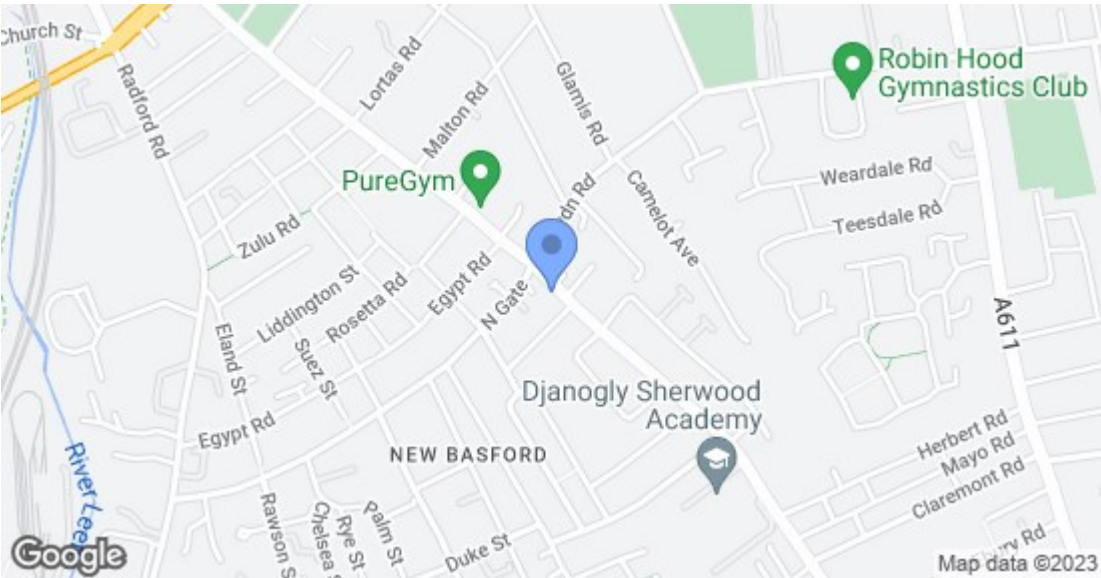 Church St
Radford Rd
Lortas Rd
Malton Rd
Glamis Rd
Robin Hood
Gymnastics Club
PureGym
Weardale Rd
Camelot Ave
Teesdale Rd
Zulu Rd
Egypt Rd
N Gate
Liddington St
Rosetta Rd
A611
Suez St
Eland St
Djanogly Sherwood
Academy
Egypt Rd
NEW BASFORD
Herbert Rd
Mayo Rd
Claremont Rd
River Leen
Rawson S
Chelsea S
Rye St
Palm St
Duke St
Rd
Google
Map data ©2023